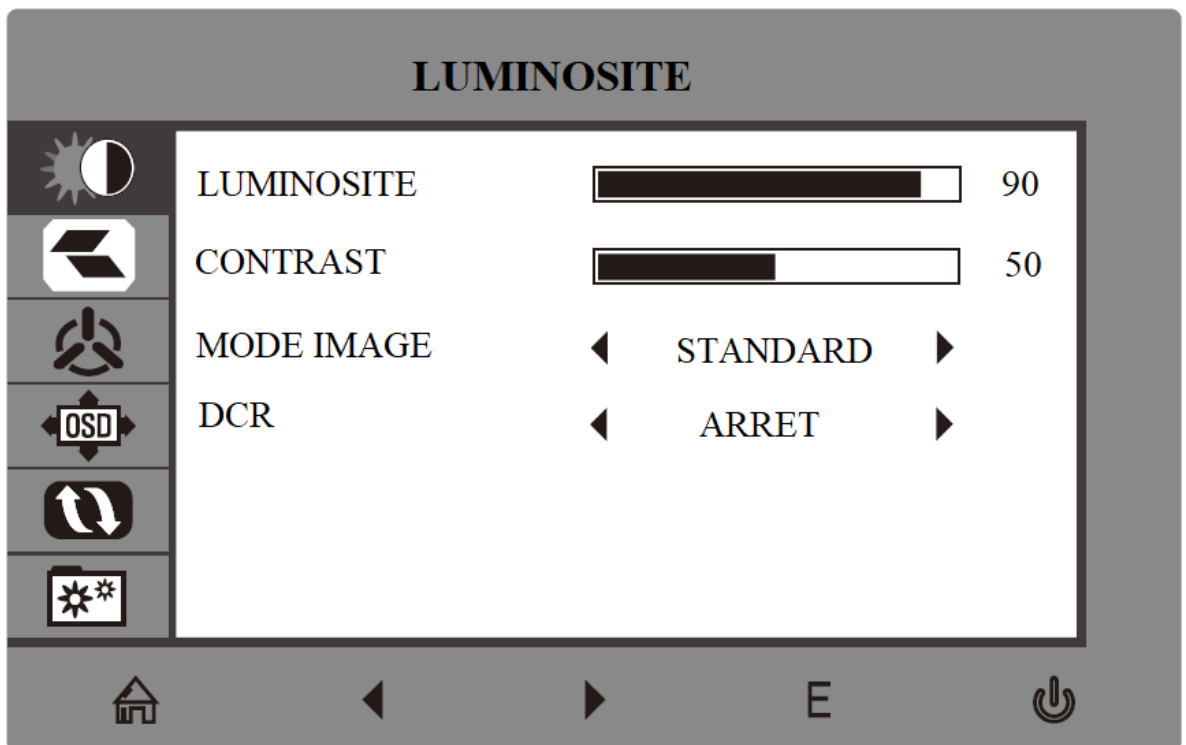 LUMINOSITE
LUMINOSITE 90
CONTRAST 50
MODE IMAGE STANDARD
DCR ARRET
OSD
E